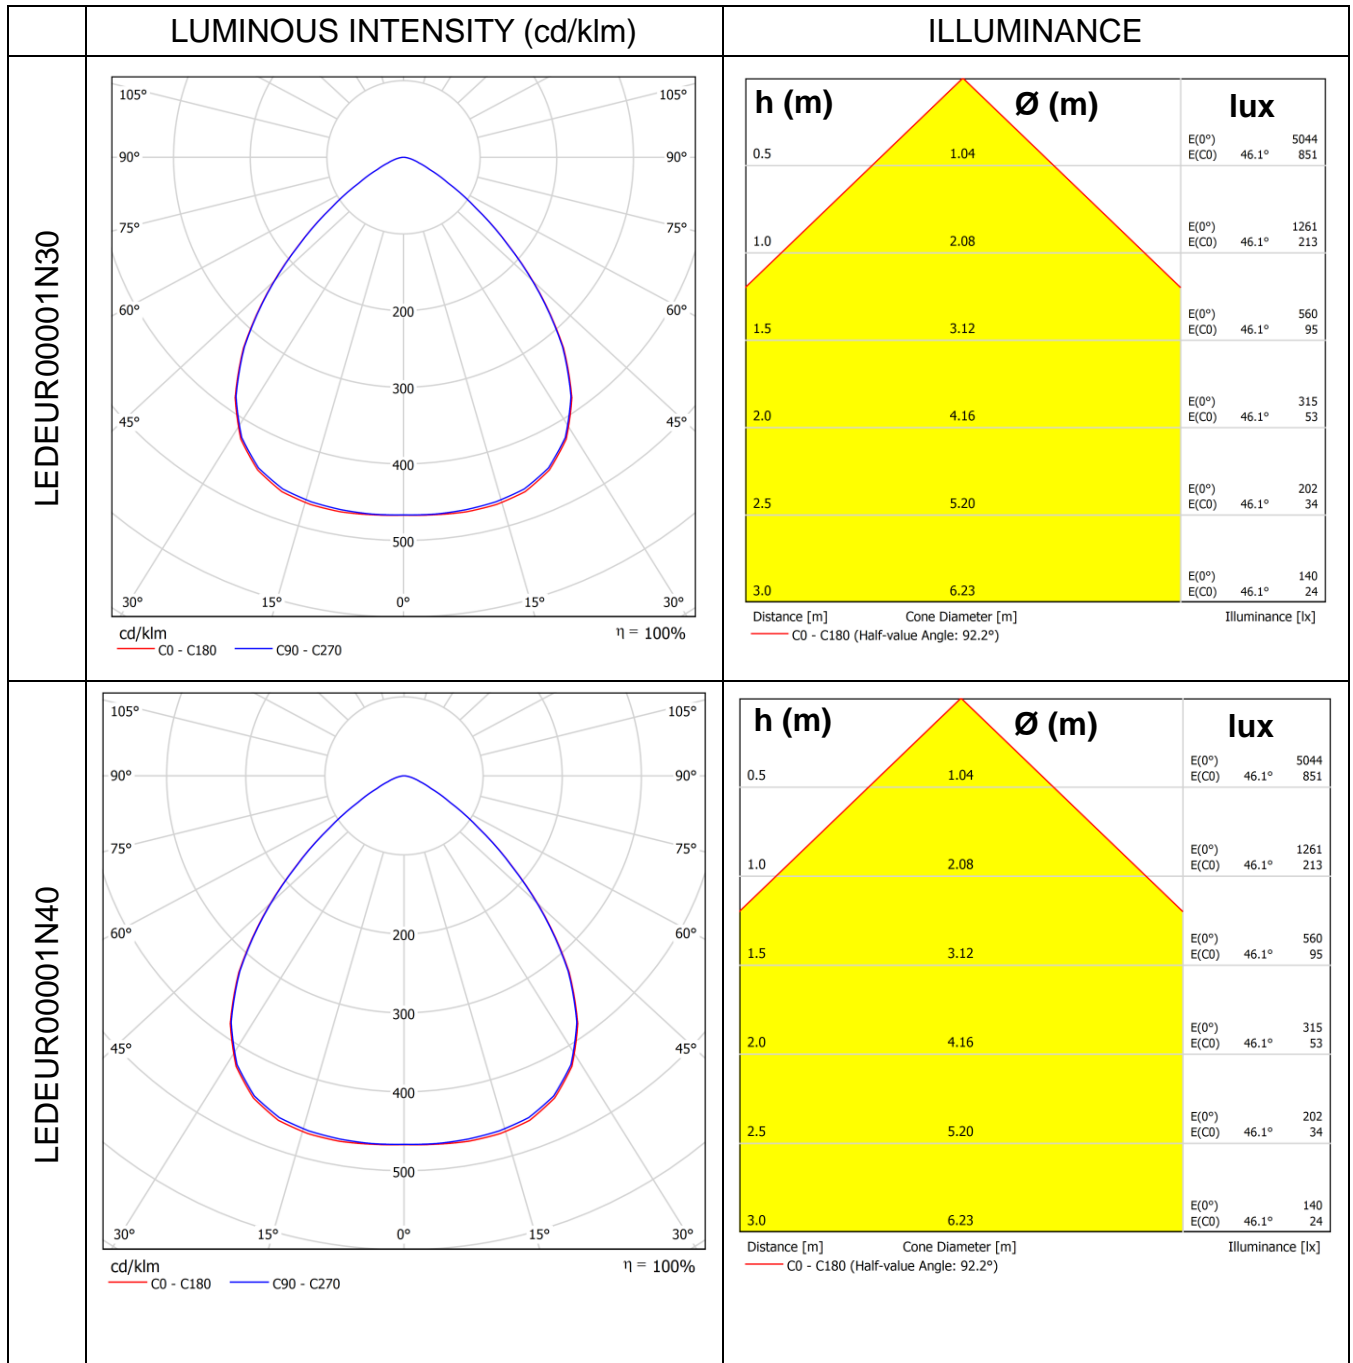 LUMINOUS INTENSITY (cd/klm)
ILLUMINANCE
LEDEUR00001N30
105° 105°
90° 90°
75° 75°
60° 60°
45° 45°
200
300
400
500
30° 15° 0° 15° 30°
cd/klm η = 100%
C0 - C180 C90 - C270
h (m) Ø (m) lux
E(0°) 5044
0.5 1.04 E(C0) 46.1° 851
E(0°) 1261
1.0 2.08 E(C0) 46.1° 213
E(0°) 560
1.5 3.12 E(C0) 46.1° 95
E(0°) 315
2.0 4.16 E(C0) 46.1° 53
E(0°) 202
2.5 5.20 E(C0) 46.1° 34
E(0°) 140
3.0 6.23 E(C0) 46.1° 24
Distance [m] Cone Diameter [m] Illuminance [lx]
C0 - C180 (Half-value Angle: 92.2°)
LEDEUR00001N40
105° 105°
90° 90°
75° 75°
60° 60°
45° 45°
200
300
400
500
30° 15° 0° 15° 30°
cd/klm η = 100%
C0 - C180 C90 - C270
h (m) Ø (m) lux
E(0°) 5044
0.5 1.04 E(C0) 46.1° 851
E(0°) 1261
1.0 2.08 E(C0) 46.1° 213
E(0°) 560
1.5 3.12 E(C0) 46.1° 95
E(0°) 315
2.0 4.16 E(C0) 46.1° 53
E(0°) 202
2.5 5.20 E(C0) 46.1° 34
E(0°) 140
3.0 6.23 E(C0) 46.1° 24
Distance [m] Cone Diameter [m] Illuminance [lx]
C0 - C180 (Half-value Angle: 92.2°)